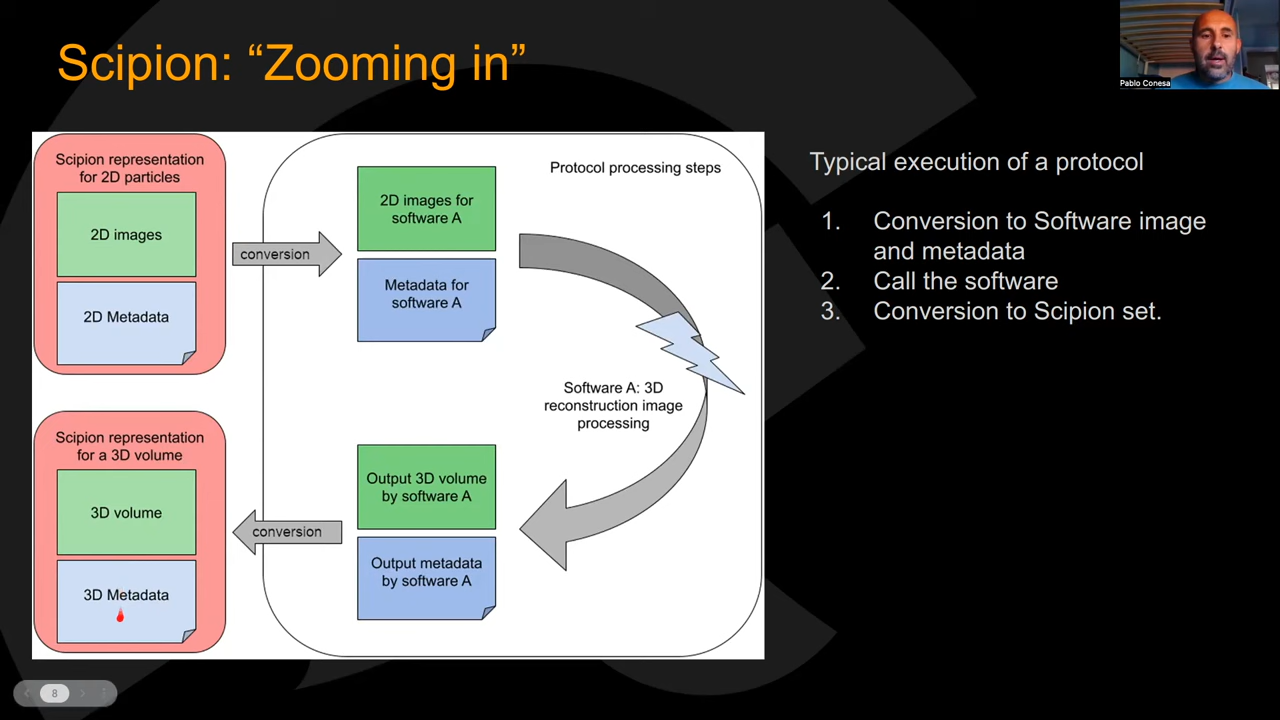 Scipion: “Zooming in”
Pablo Conesa
Scipion representation
for 2D particles
2D images
2D Metadata
conversion
Protocol processing steps
2D images for
software A
Metadata for
software A
Software A: 3D
reconstruction image
processing
Scipion representation
for a 3D volume
3D volume
3D Metadata
conversion
Output 3D volume
by software A
Output metadata
by software A
Typical execution of a protocol
1. Conversion to Software image
and metadata
2. Call the software
3. Conversion to Scipion set.
8